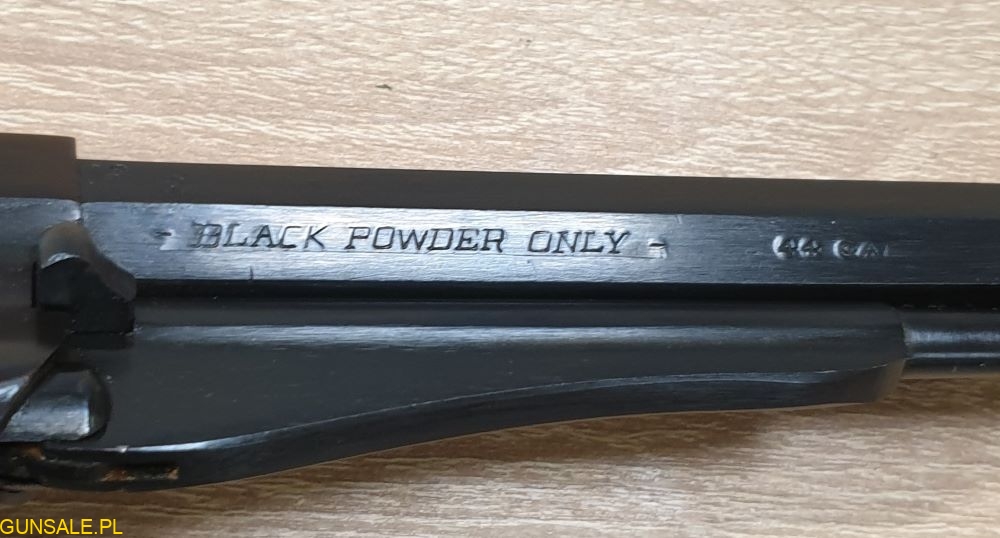 - BLACK POWDER ONLY -
44 CAL
GUNSALE.PL